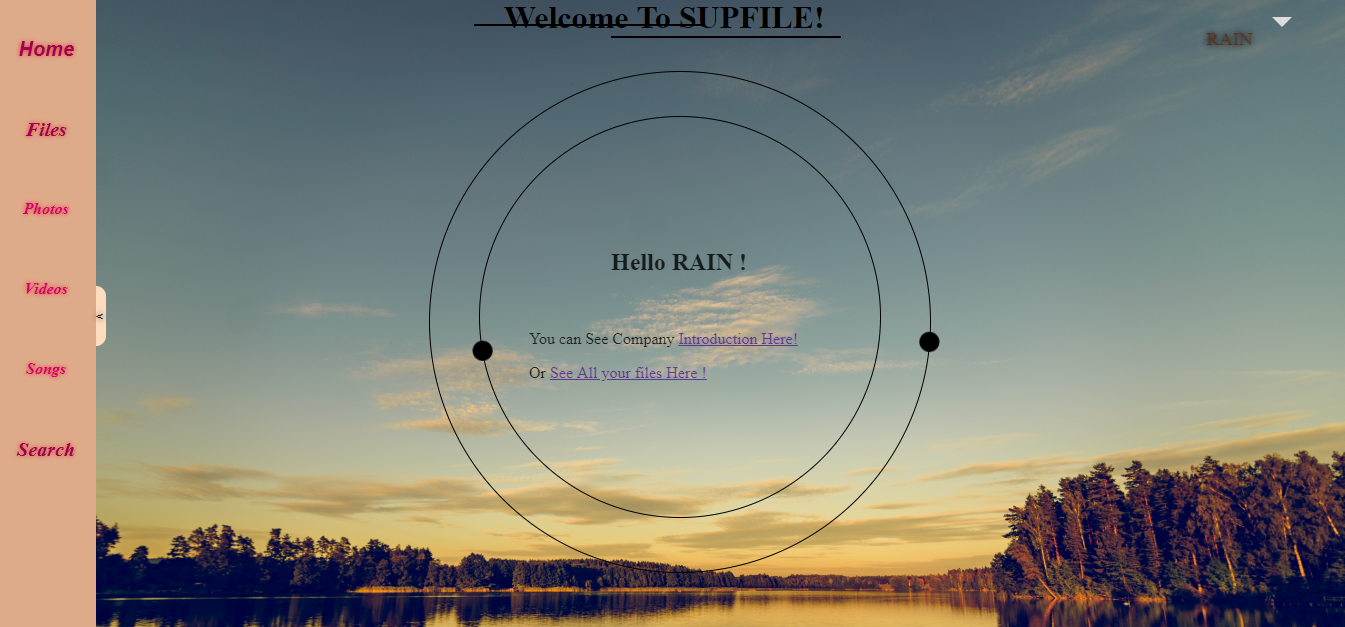 Welcome To SUPFILE!
RAIN
Home
Files
Photos
Videos
Songs
Search
<
Hello RAIN !
You can See Company Introduction Here!
Or See All your files Here !